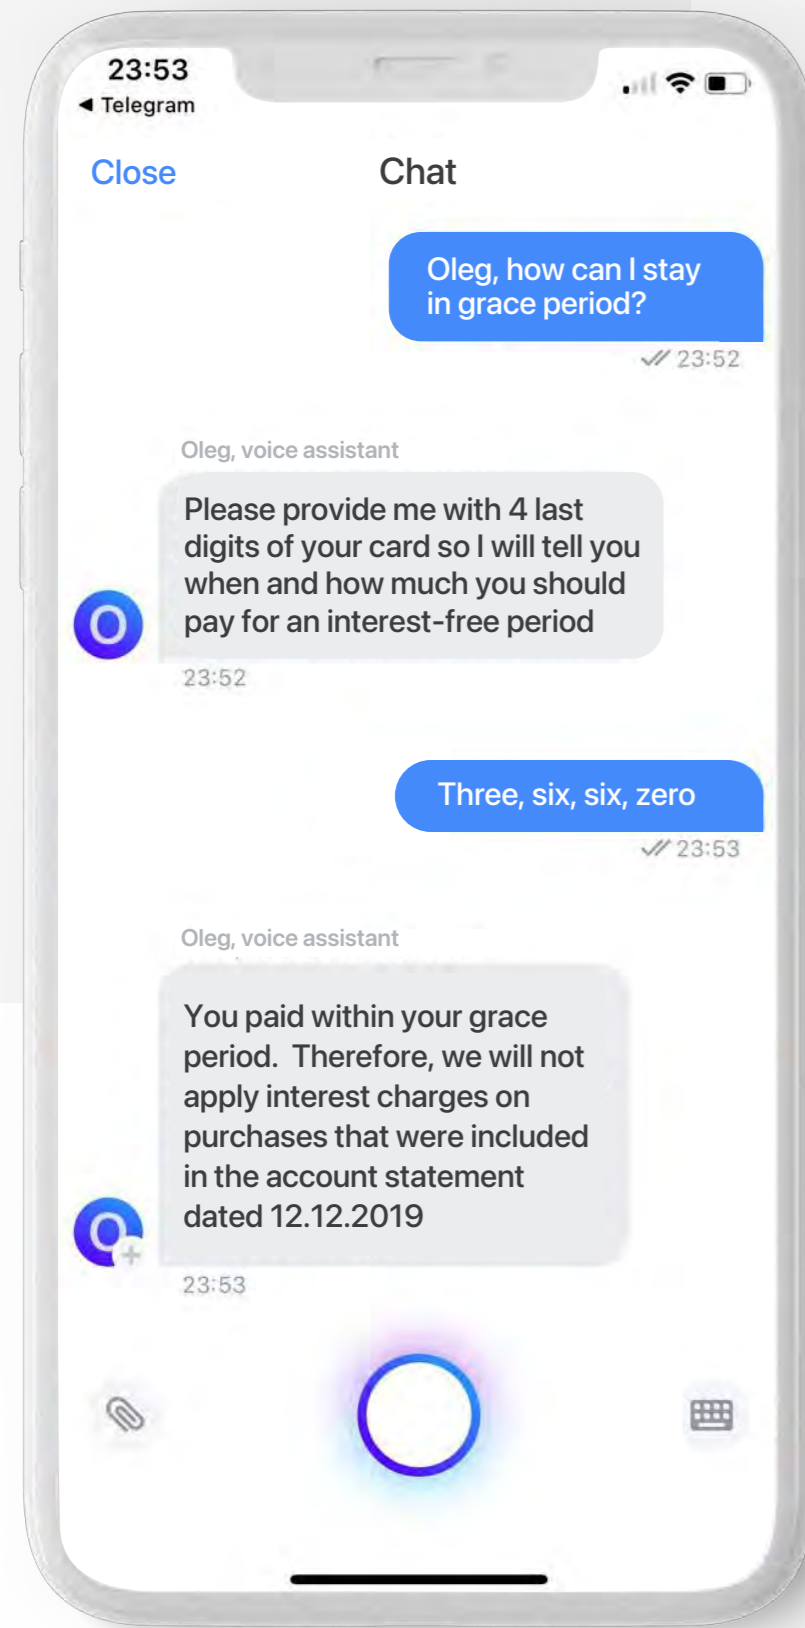 23:53
◀ Telegram
Close
Chat
Oleg, how can I stay
in grace period?
23:52
Oleg, voice assistant
Please provide me with 4 last
digits of your card so I will tell you
when and how much you should
pay for an interest-free period
O
23:52
Three, six, six, zero
23:53
Oleg, voice assistant
You paid within your grace
period.  Therefore, we will not
apply interest charges on
purchases that were included
in the account statement
dated 12.12.2019
O
23:53